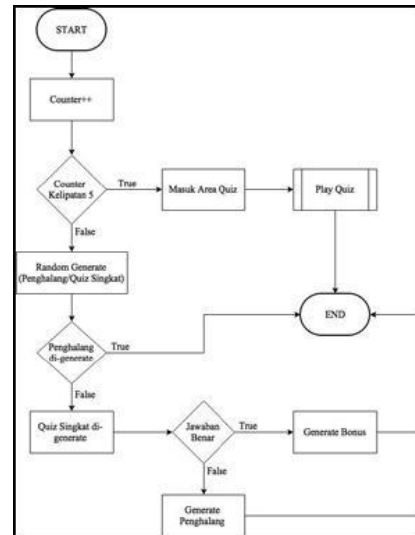 START
Counter++
Counter
Kelipatan 5
True
Masuk Area Quiz
Play Quiz
False
Random Generate
(Penghalang/Quiz Singkat)
END
Penghalang
di-generate
True
False
Quiz Singkat di-
generate
Jawaban
Benar
True
Generate Bonus
False
Generate
Penghalang